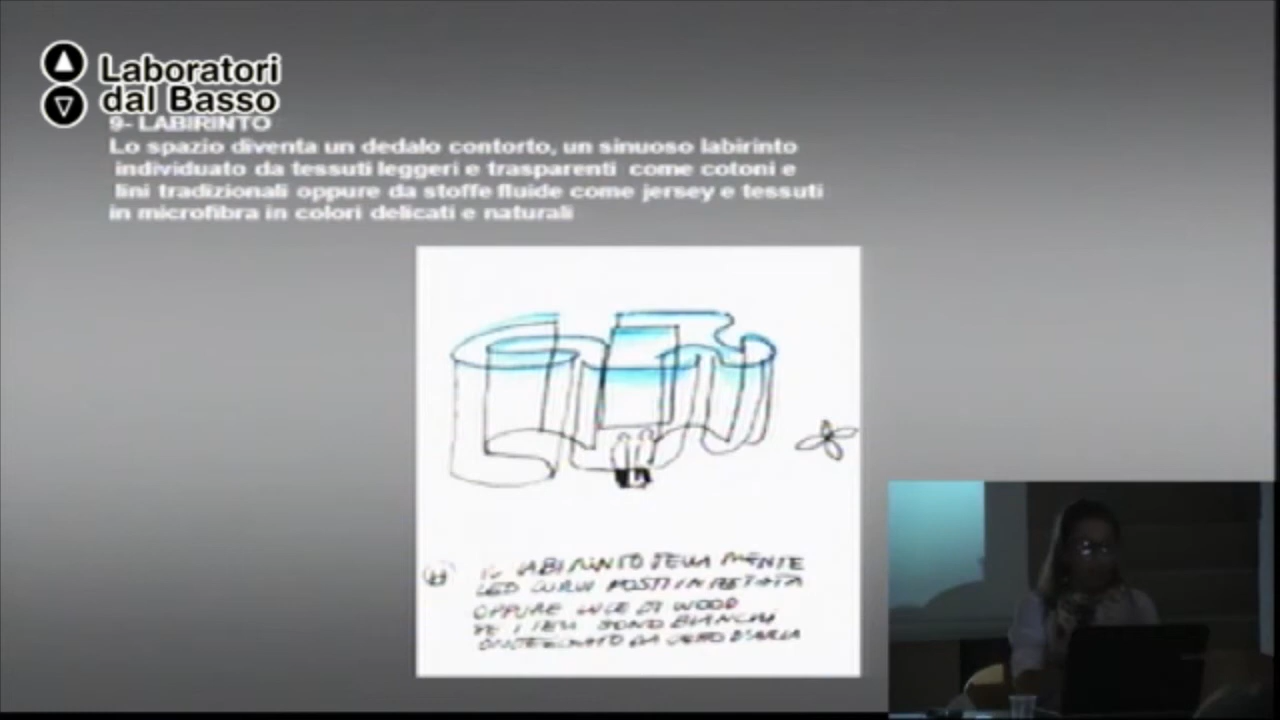 Laboratori
dal Basso
9- LABIRINTO
Lo spazio diventa un dedalo contorto, un sinuoso labirinto
individuato da tessuti leggeri e trasparenti come cotoni e
lini tradizionali oppure da stoffe fluide come jersey e tessuti
in microfibra in colori delicati e naturali
LABIRINTO DELLA MENTE
LED CURVI POSTI IN
OPPURE LUCE DI WOOD
SE I TELI SONO BIANCHI